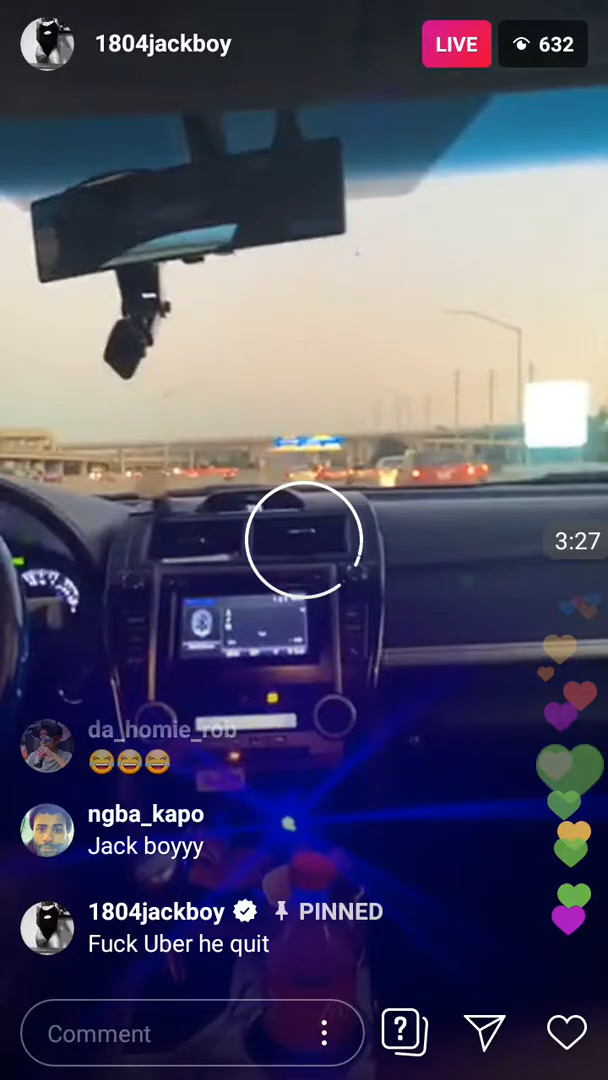 1804jackboy
LIVE
632
3:27
da_homie_rob
😂😂😂
ngba_kapo
Jack boyyy
1804jackboy PINNED
Fuck Uber he quit
Comment